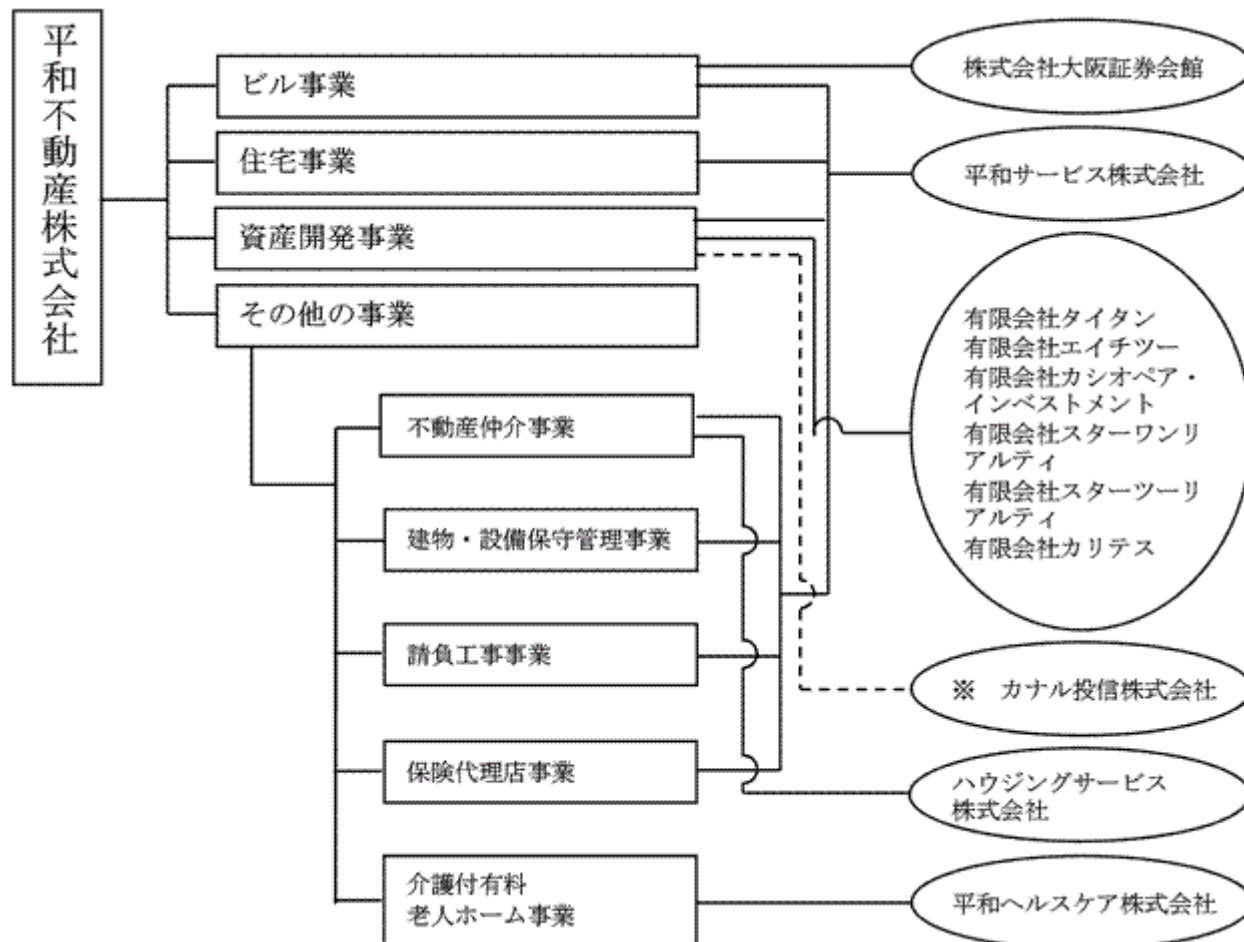 平和不動産株式会社
ビル事業
住宅事業
資産開発事業
その他の事業
不動産仲介事業
建物・設備保守管理事業
請負工事事業
保険代理店事業
介護付有料
老人ホーム事業
株式会社大阪証券会館
平和サービス株式会社
有限会社タイタン
有限会社エイチツー
有限会社カシオペア・
インベストメント
有限会社スターワンリ
アルティ
有限会社スターツーリ
アルティ
有限会社カリテス
※　カナル投信株式会社
ハウジングサービス
株式会社
平和ヘルスケア株式会社